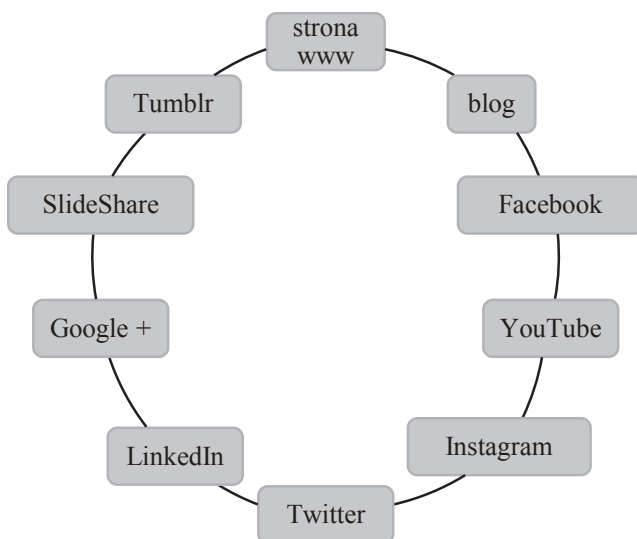 strona
www
blog
Facebook
YouTube
Instagram
Twitter
LinkedIn
Google +
SlideShare
Tumblr